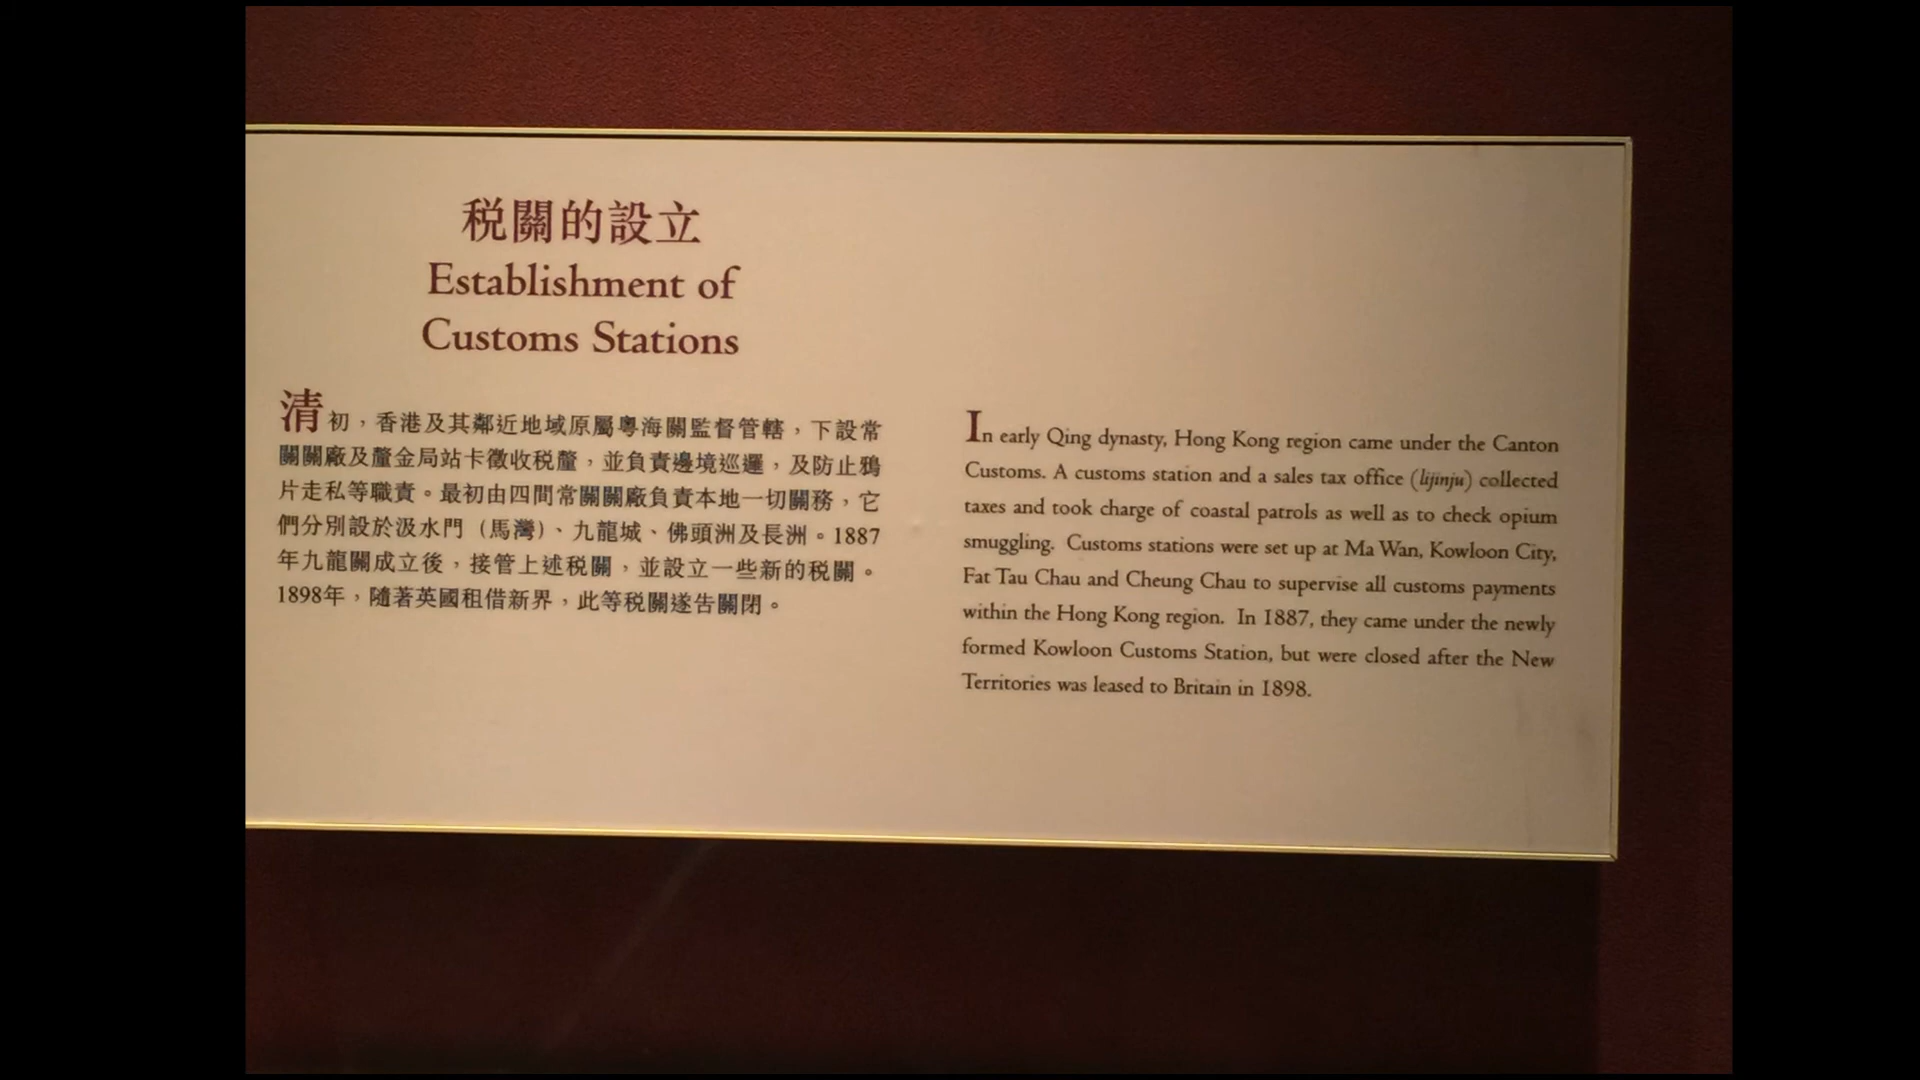 税關的設立
Establishment of
Customs Stations
清初，香港及其鄰近地域原屬粵海關監督管轄，下設常
關關廠及釐金局站卡徵收税釐，並負責邊境巡邏，及防止鴉
片走私等職責。最初由四間常關關廠負責本地一切關務，它
們分別設於汲水門（馬灣）、九龍城、佛頭洲及長洲。1887
年九龍關成立後，接管上述税關，並設立一些新的税關。
1898年，隨著英國租借新界，此等税關遂告關閉。
In early Qing dynasty, Hong Kong region came under the Canton
Customs. A customs station and a sales tax office (lijinju) collected
taxes and took charge of coastal patrols as well as to check opium
smuggling. Customs stations were set up at Ma Wan, Kowloon City,
Fat Tau Chau and Cheung Chau to supervise all customs payments
within the Hong Kong region. In 1887, they came under the newly
formed Kowloon Customs Station, but were closed after the New
Territories was leased to Britain in 1898.